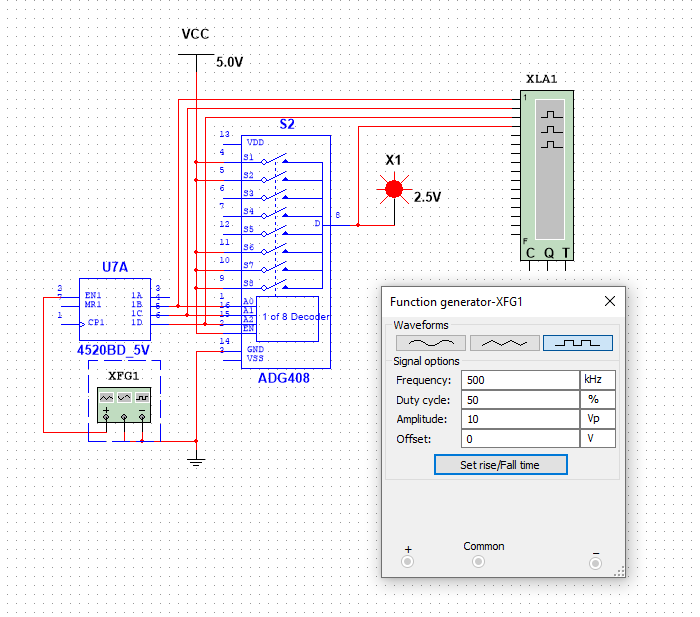 VCC
5.0V
XLA1
1
S2
13
VDD
4
S1
5
S2
6
S3
7
S4
12
S5
11
S6
10
S7
9
S8
D
8
X1
2.5V
F
C Q T
U7A
2
EN1
1A
3
7
MR1
1B
4
1C
5
1
CP1
1D
6
4520BD_5V
1
A0
16
A1
15
A2
2
EN
1 of 8 Decoder
14
GND
3
VSS
ADG408
XFG1
+
−
Function generator-XFG1
Waveforms
Signal options
Frequency: 500 kHz
Duty cycle: 50 %
Amplitude: 10 Vp
Offset: 0 V
Set rise/Fall time
+ Common −